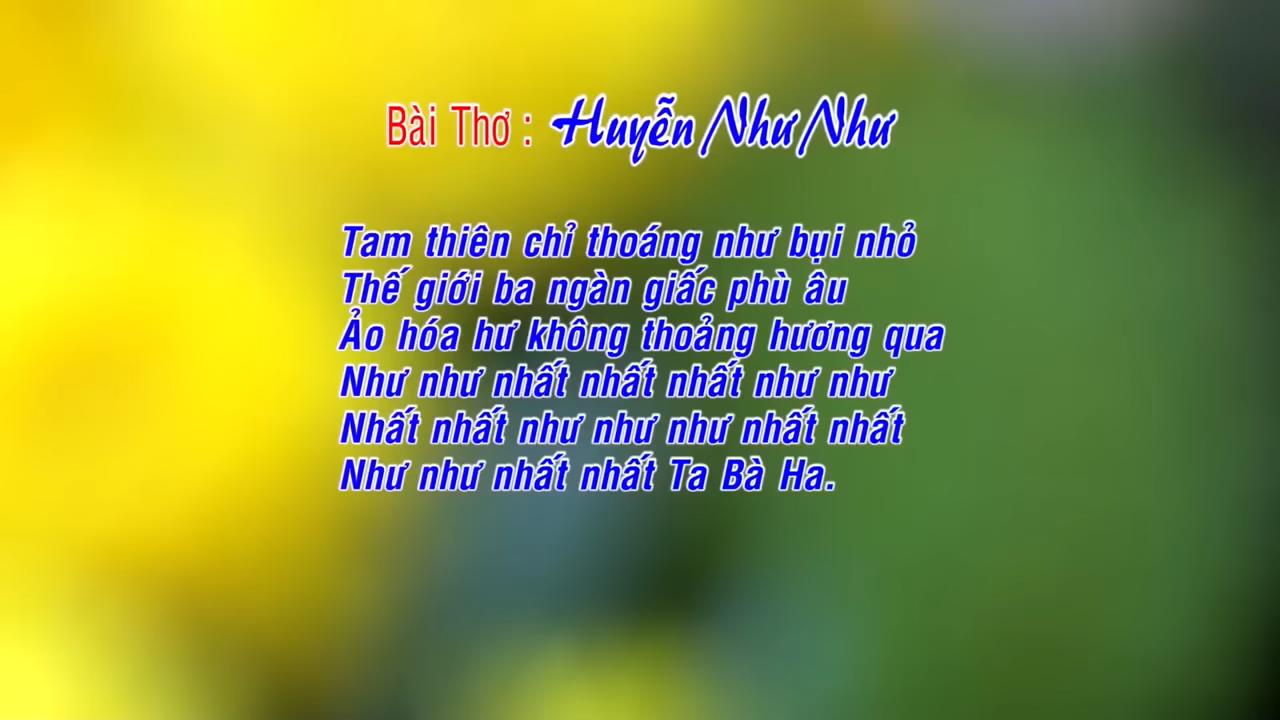 Bài Thơ : Huyễn Như Như
Tam thiên chỉ thoáng như bụi nhỏ
Thế giới ba ngàn giấc phù âu
Ảo hóa hư không thoảng hương qua
Như như nhất nhất nhất như như
Nhất nhất như như như nhất nhất
Như như nhất nhất Ta Bà Ha.